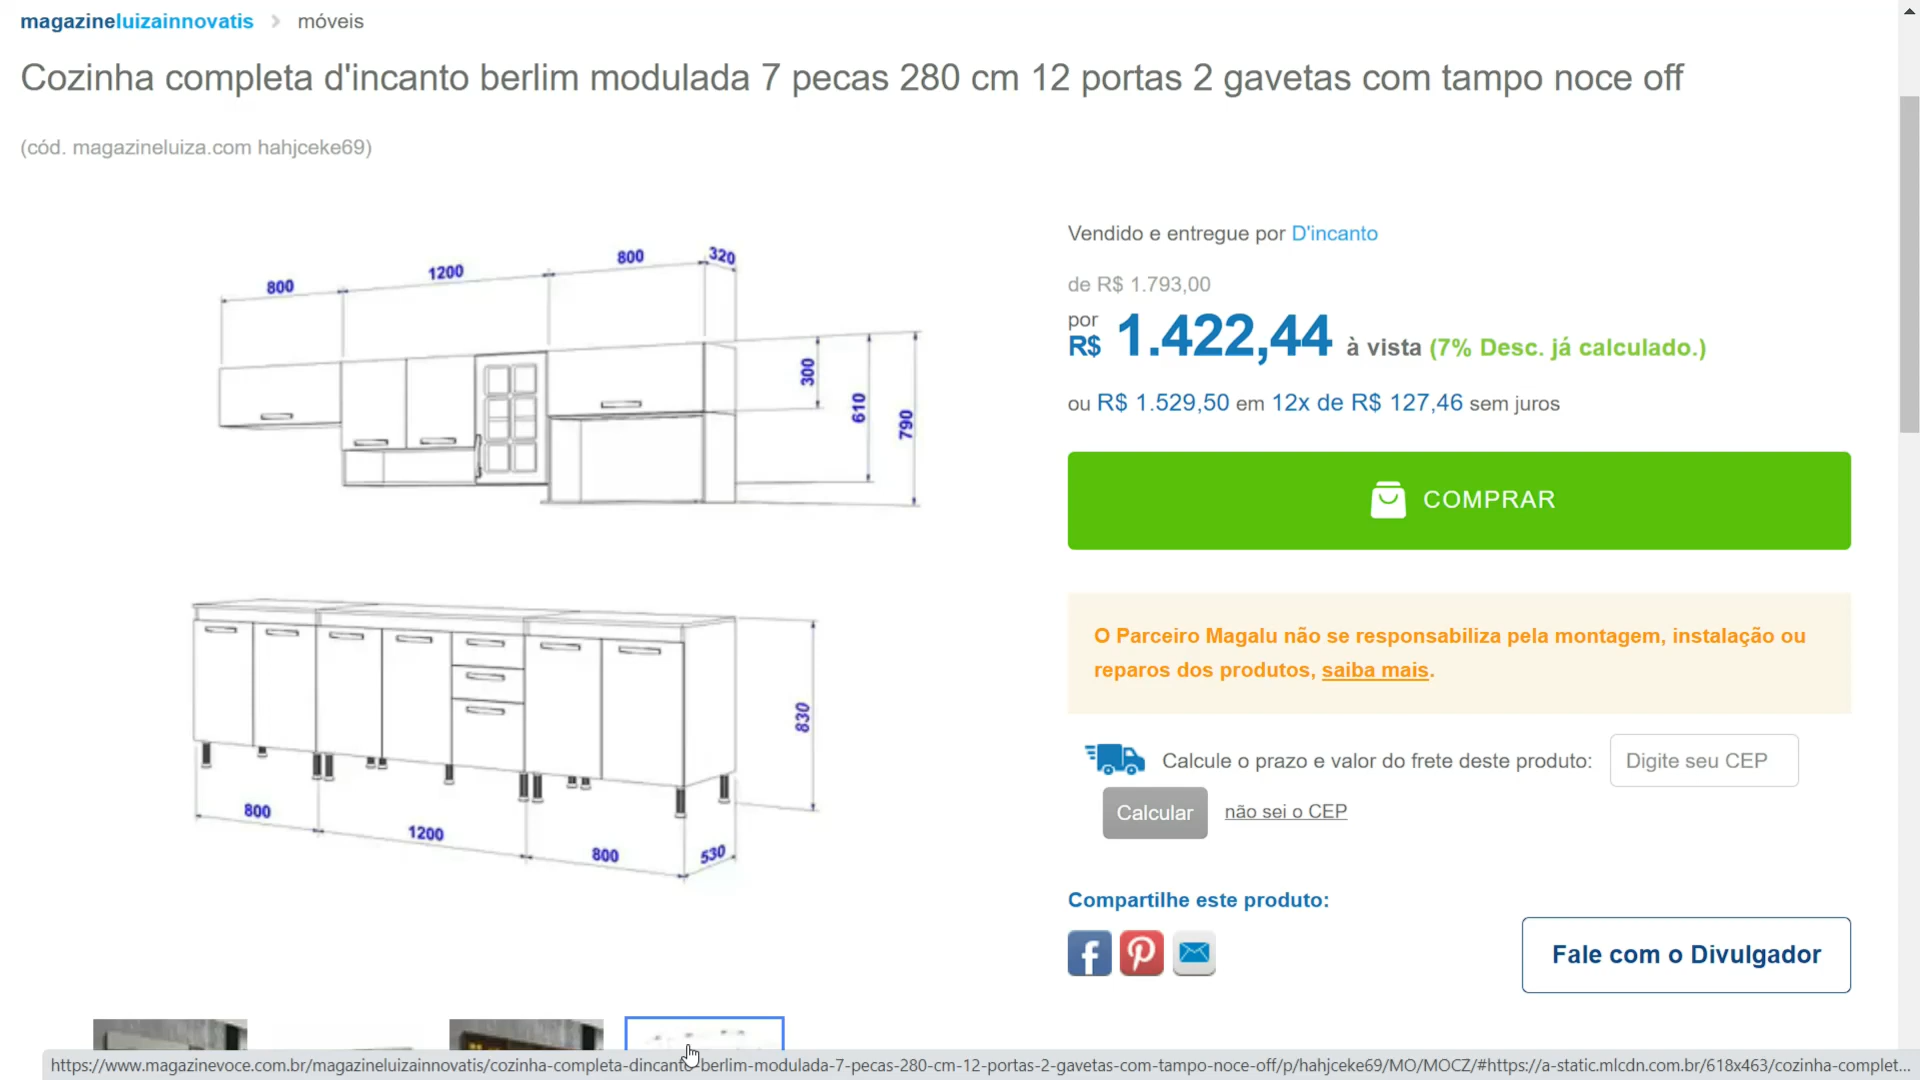 magazineluizainnovatis > móveis
Cozinha completa d'incanto berlim modulada 7 pecas 280 cm 12 portas 2 gavetas com tampo noce off
(cód. magazineluiza.com hahjceke69)
800
1200
800
320
300
610
790
830
800
1200
800
530
Vendido e entregue por D'incanto
de R$ 1.793,00
por
R$ 1.422,44 à vista (7% Desc. já calculado.)
ou R$ 1.529,50 em 12x de R$ 127,46 sem juros
COMPRAR
O Parceiro Magalu não se responsabiliza pela montagem, instalação ou
reparos dos produtos, saiba mais.
Calcule o prazo e valor do frete deste produto: Digite seu CEP
Calcular não sei o CEP
Compartilhe este produto:
Fale com o Divulgador
https://www.magazinevoce.com.br/magazineluizainnovatis/cozinha-completa-dincanto-berlim-modulada-7-pecas-280-cm-12-portas-2-gavetas-com-tampo-noce-off/p/hahjceke69/MO/MOCZ/#https://a-static.mlcdn.com.br/618x463/cozinha-complet...